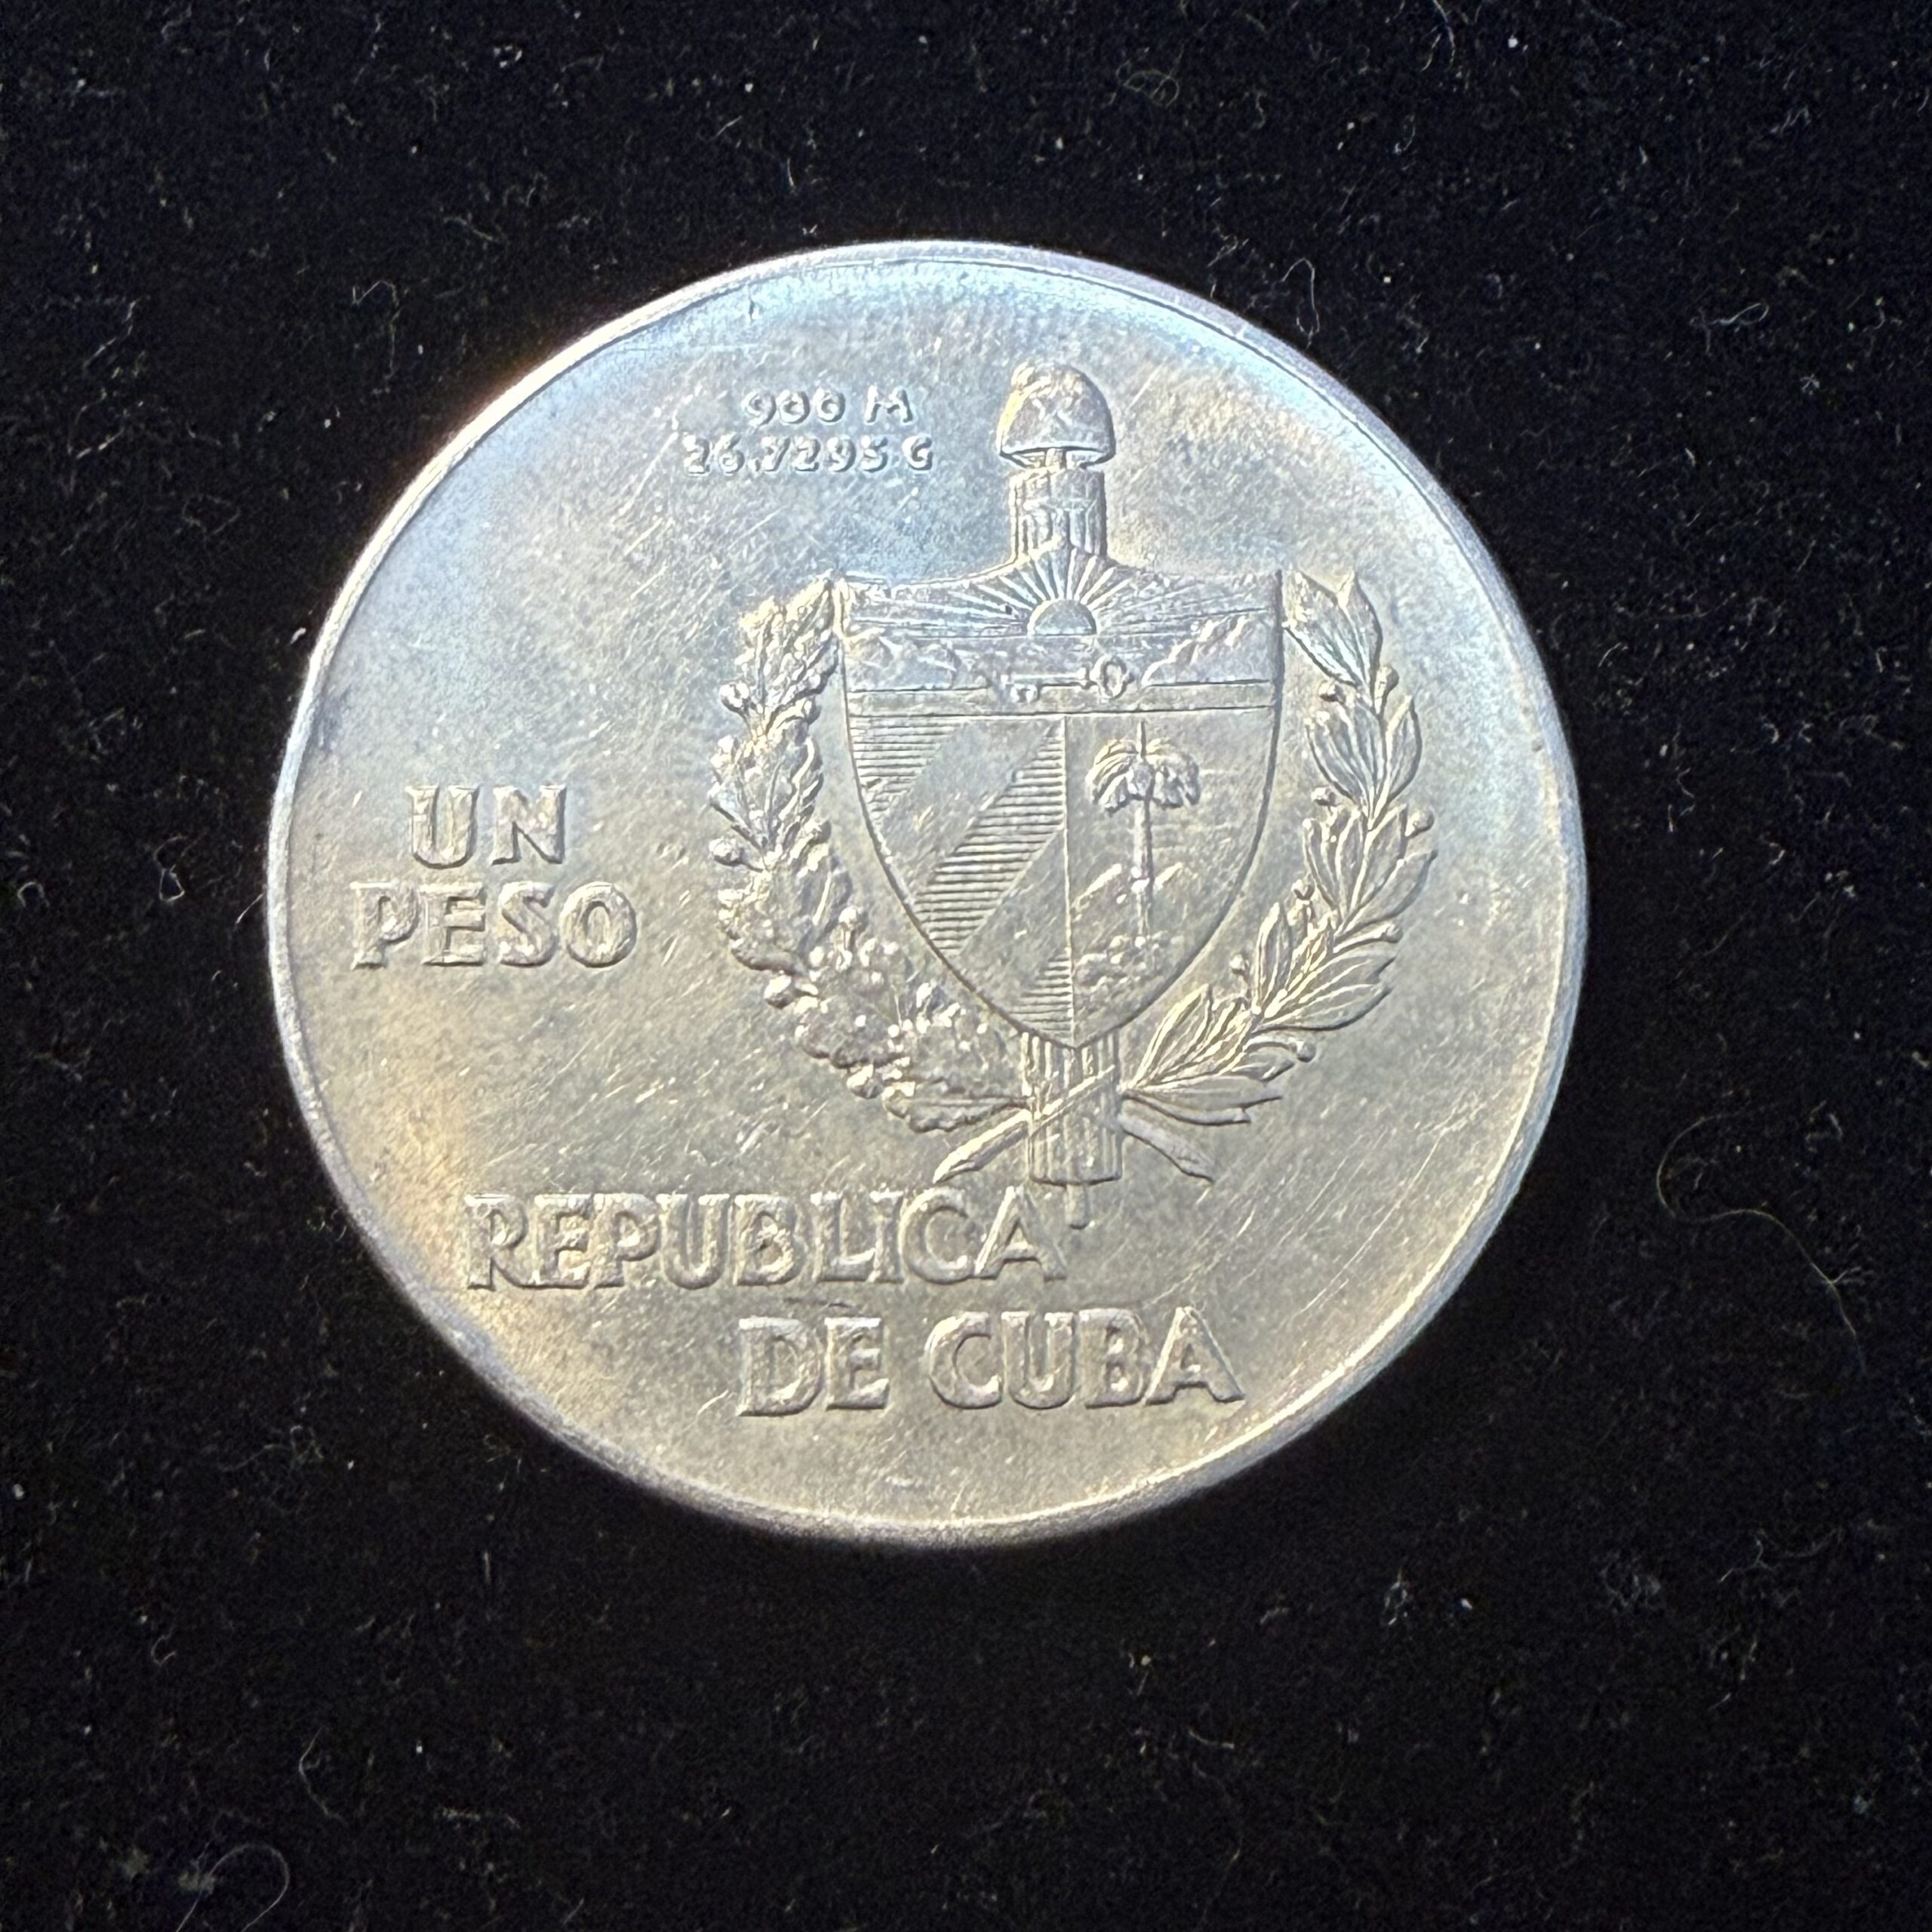 900 M
26.7295 G
UN
PESO
REPUBLICA
DE CUBA